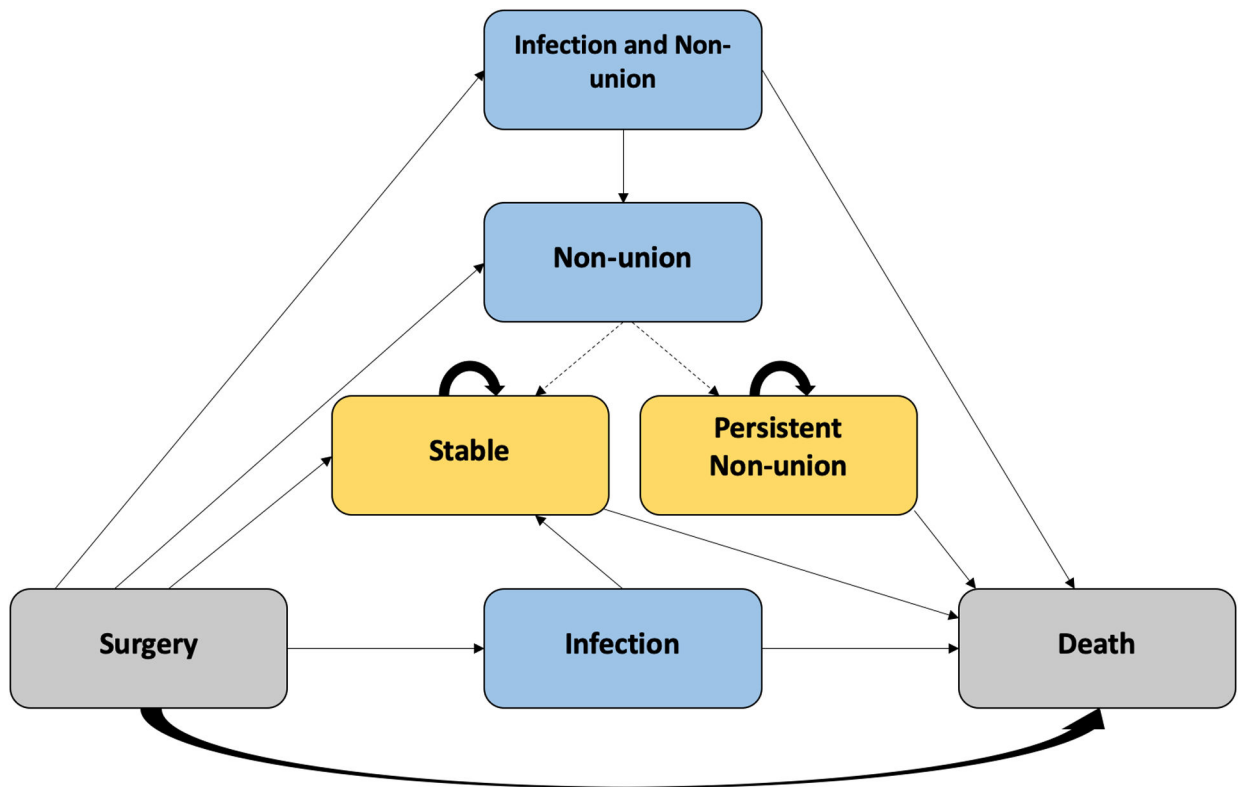 Infection and Non-
union
Non-union
Stable
Persistent
Non-union
Surgery
Infection
Death